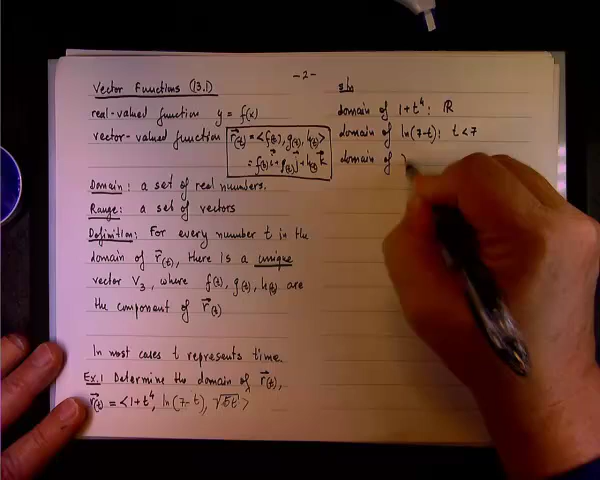 -2-
Vector Functions (13.1)
real-valued function y = f(x)
vector-valued function r⃗(t) = <f(t), g(t), h(t)>
= f(t)i⃗ + g(t)j⃗ + h(t)k⃗
Domain: a set of real numbers.
Range: a set of vectors
Definition: For every number t in the
domain of r⃗(t), there is a unique
vector V₃, where f(t), g(t), h(t) are
the component of r⃗(t)
In most cases t represents time.
Ex.1 Determine the domain of r⃗(t),
r⃗(t) = <1+t⁴, ln(7-t), √t>
sln
domain of 1+t⁴: ℝ
domain of ln(7-t): t<7
domain of